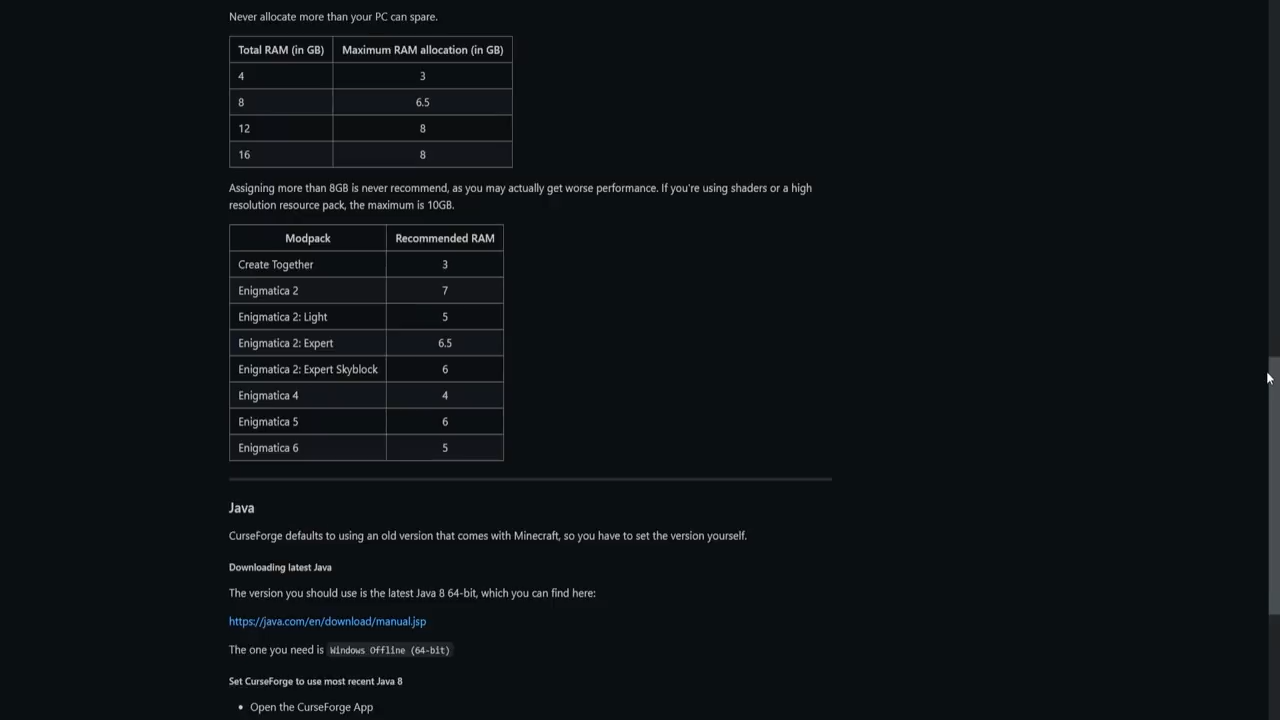 Never allocate more than your PC can spare.
Total RAM (in GB) Maximum RAM allocation (in GB)
4 3
8 6.5
12 8
16 8
Assigning more than 8GB is never recommend, as you may actually get worse performance. If you're using shaders or a high
resolution resource pack, the maximum is 10GB.
Modpack Recommended RAM
Create Together 3
Enigmatica 2 7
Enigmatica 2: Light 5
Enigmatica 2: Expert 6.5
Enigmatica 2: Expert Skyblock 6
Enigmatica 4 4
Enigmatica 5 6
Enigmatica 6 5
Java
CurseForge defaults to using an old version that comes with Minecraft, so you have to set the version yourself.
Downloading latest Java
The version you should use is the latest Java 8 64-bit, which you can find here:
https://java.com/en/download/manual.jsp
The one you need is Windows Offline (64-bit)
Set CurseForge to use most recent Java 8
• Open the CurseForge App